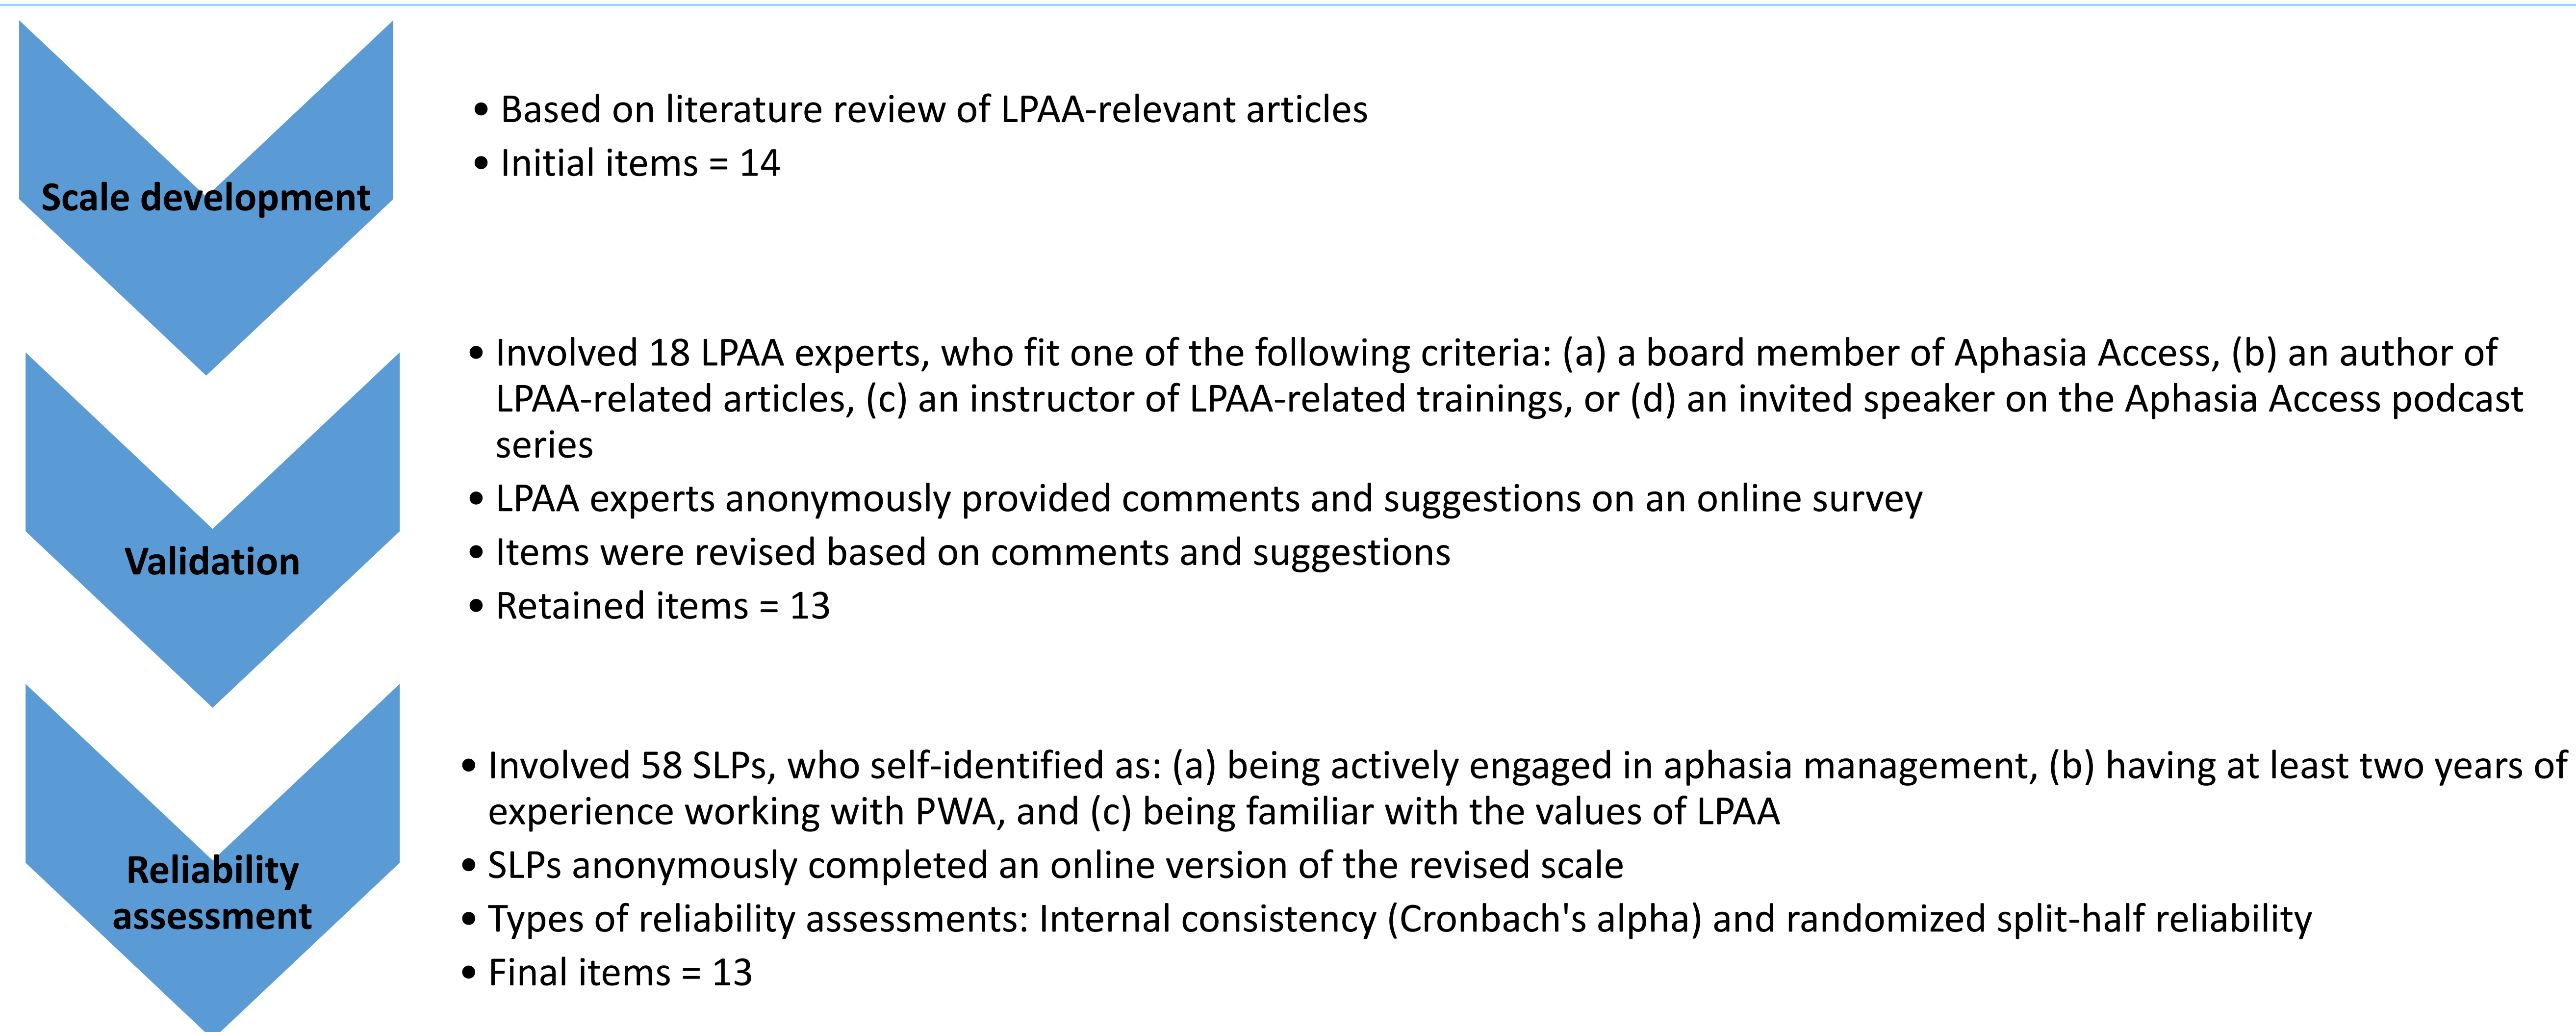 Scale development
• Based on literature review of LPAA-relevant articles
• Initial items = 14
Validation
• Involved 18 LPAA experts, who fit one of the following criteria: (a) a board member of Aphasia Access, (b) an author of
LPAA-related articles, (c) an instructor of LPAA-related trainings, or (d) an invited speaker on the Aphasia Access podcast
series
• LPAA experts anonymously provided comments and suggestions on an online survey
• Items were revised based on comments and suggestions
• Retained items = 13
Reliability
assessment
• Involved 58 SLPs, who self-identified as: (a) being actively engaged in aphasia management, (b) having at least two years of
experience working with PWA, and (c) being familiar with the values of LPAA
• SLPs anonymously completed an online version of the revised scale
• Types of reliability assessments: Internal consistency (Cronbach's alpha) and randomized split-half reliability
• Final items = 13